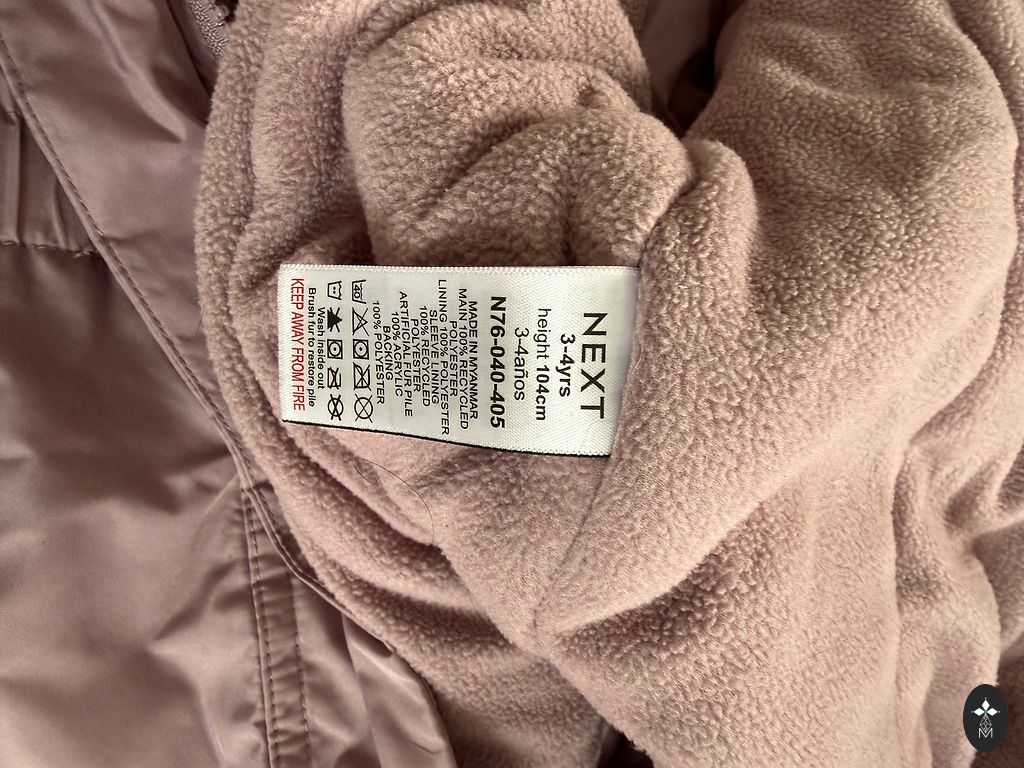 NEXT
3-4yrs
height 104cm
3-4años
N76-040-405
MADE IN MYANMAR
MAIN 100% RECYCLED
POLYESTER
LINING 100% POLYESTER
SLEEVE LINING
100% RECYCLED
POLYESTER
ARTIFICIAL FUR PILE
100% ACRYLIC
BACKING
100% POLYESTER
40
Wash inside out
Brush fur to restore pile
KEEP AWAY FROM FIRE
M